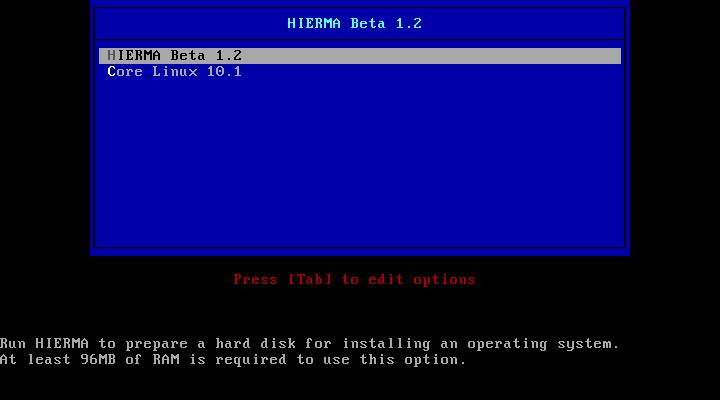 HIERMA Beta 1.2
HIERMA Beta 1.2
Core Linux 10.1
Press [Tab] to edit options
Run HIERMA to prepare a hard disk for installing an operating system.
At least 96MB of RAM is required to use this option.